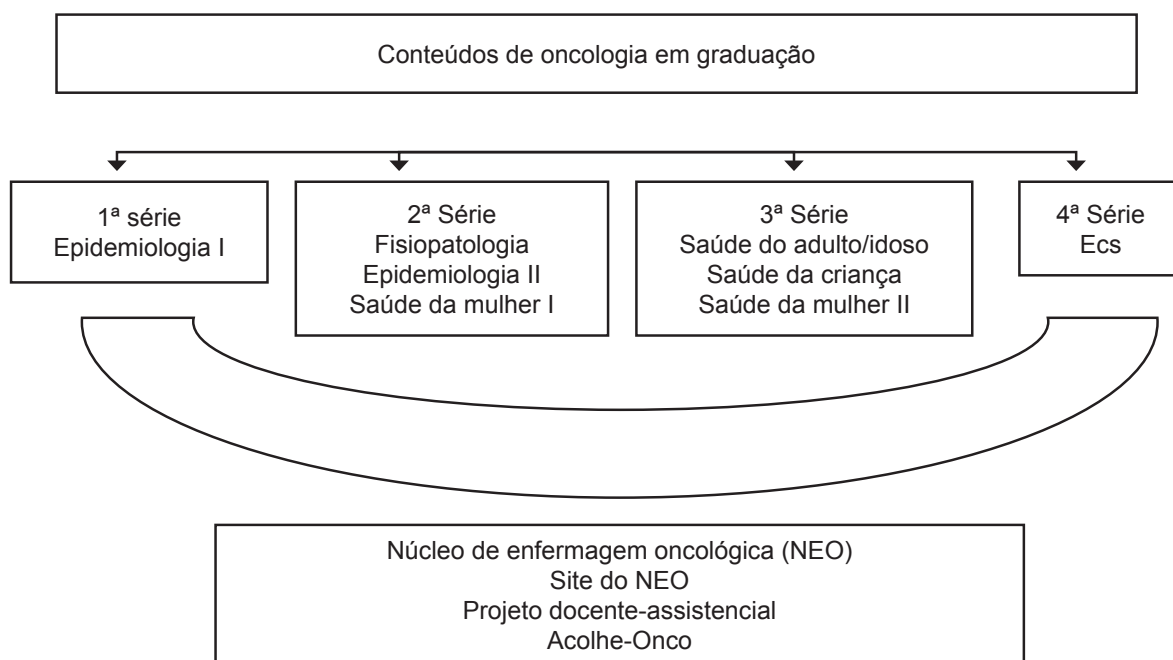 Conteúdos de oncologia em graduação
1ª série
Epidemiologia I
2ª Série
Fisiopatologia
Epidemiologia II
Saúde da mulher I
3ª Série
Saúde do adulto/idoso
Saúde da criança
Saúde da mulher II
4ª Série
Ecs
Núcleo de enfermagem oncológica (NEO)
Site do NEO
Projeto docente-assistencial
Acolhe-Onco